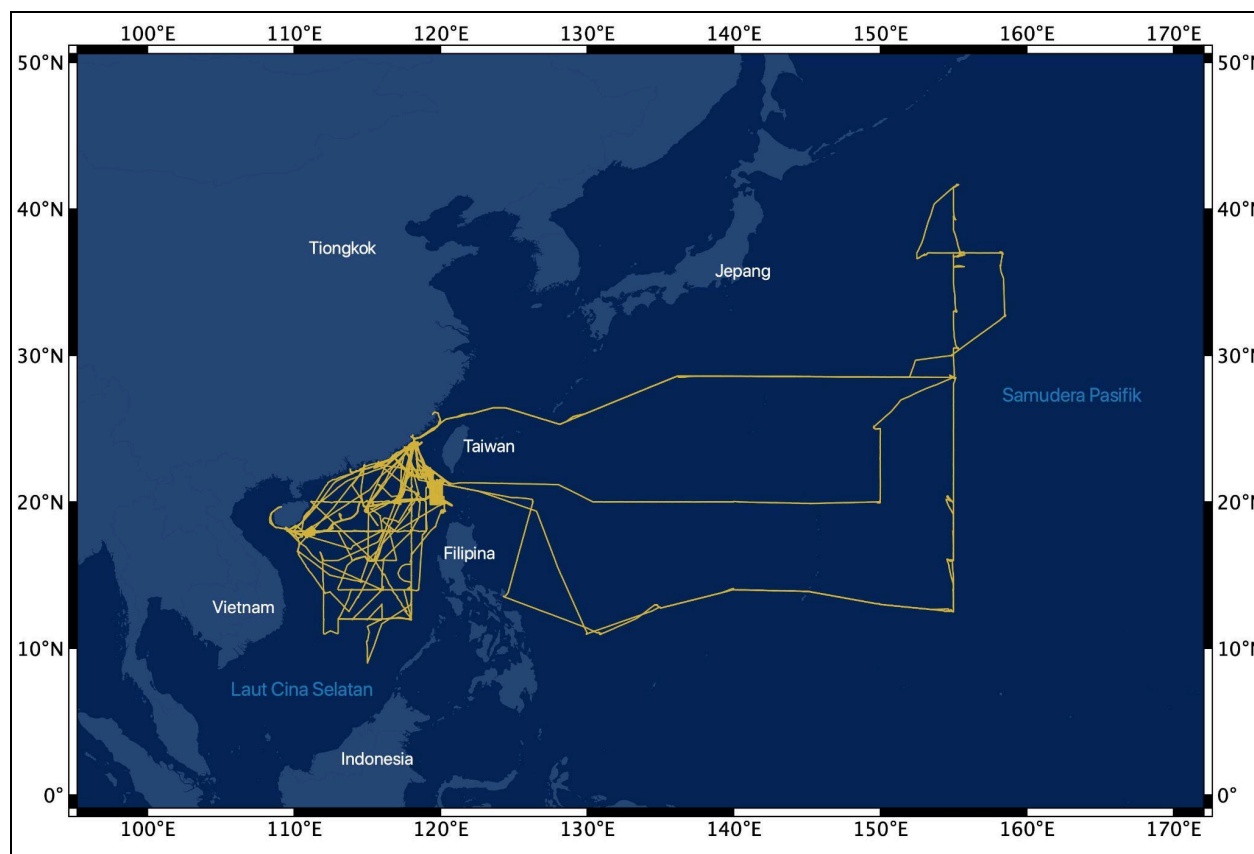 100°E 110°E 120°E 130°E 140°E 150°E 160°E 170°E
50°N 50°N
40°N 40°N
Tiongkok
Jepang
30°N 30°N
Samudera Pasifik
Taiwan
20°N 20°N
Filipina
Vietnam
10°N 10°N
Laut Cina Selatan
Indonesia
0° 0°
100°E 110°E 120°E 130°E 140°E 150°E 160°E 170°E